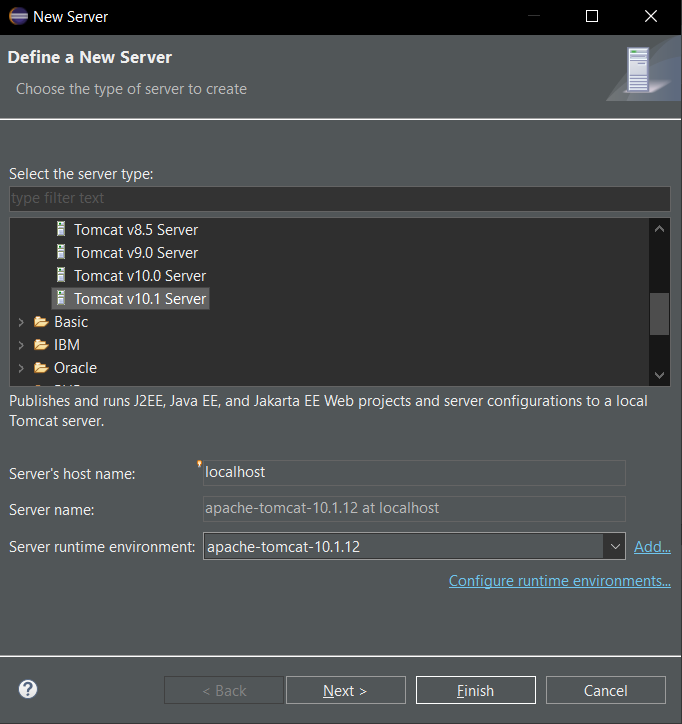 New Server
Define a New Server
Choose the type of server to create
Select the server type:
type filter text
Tomcat v8.5 Server
Tomcat v9.0 Server
Tomcat v10.0 Server
Tomcat v10.1 Server
Basic
IBM
Oracle
Publishes and runs J2EE, Java EE, and Jakarta EE Web projects and server configurations to a local
Tomcat server.
Server's host name: localhost
Server name: apache-tomcat-10.1.12 at localhost
Server runtime environment: apache-tomcat-10.1.12 Add...
Configure runtime environments...
? < Back Next > Finish Cancel